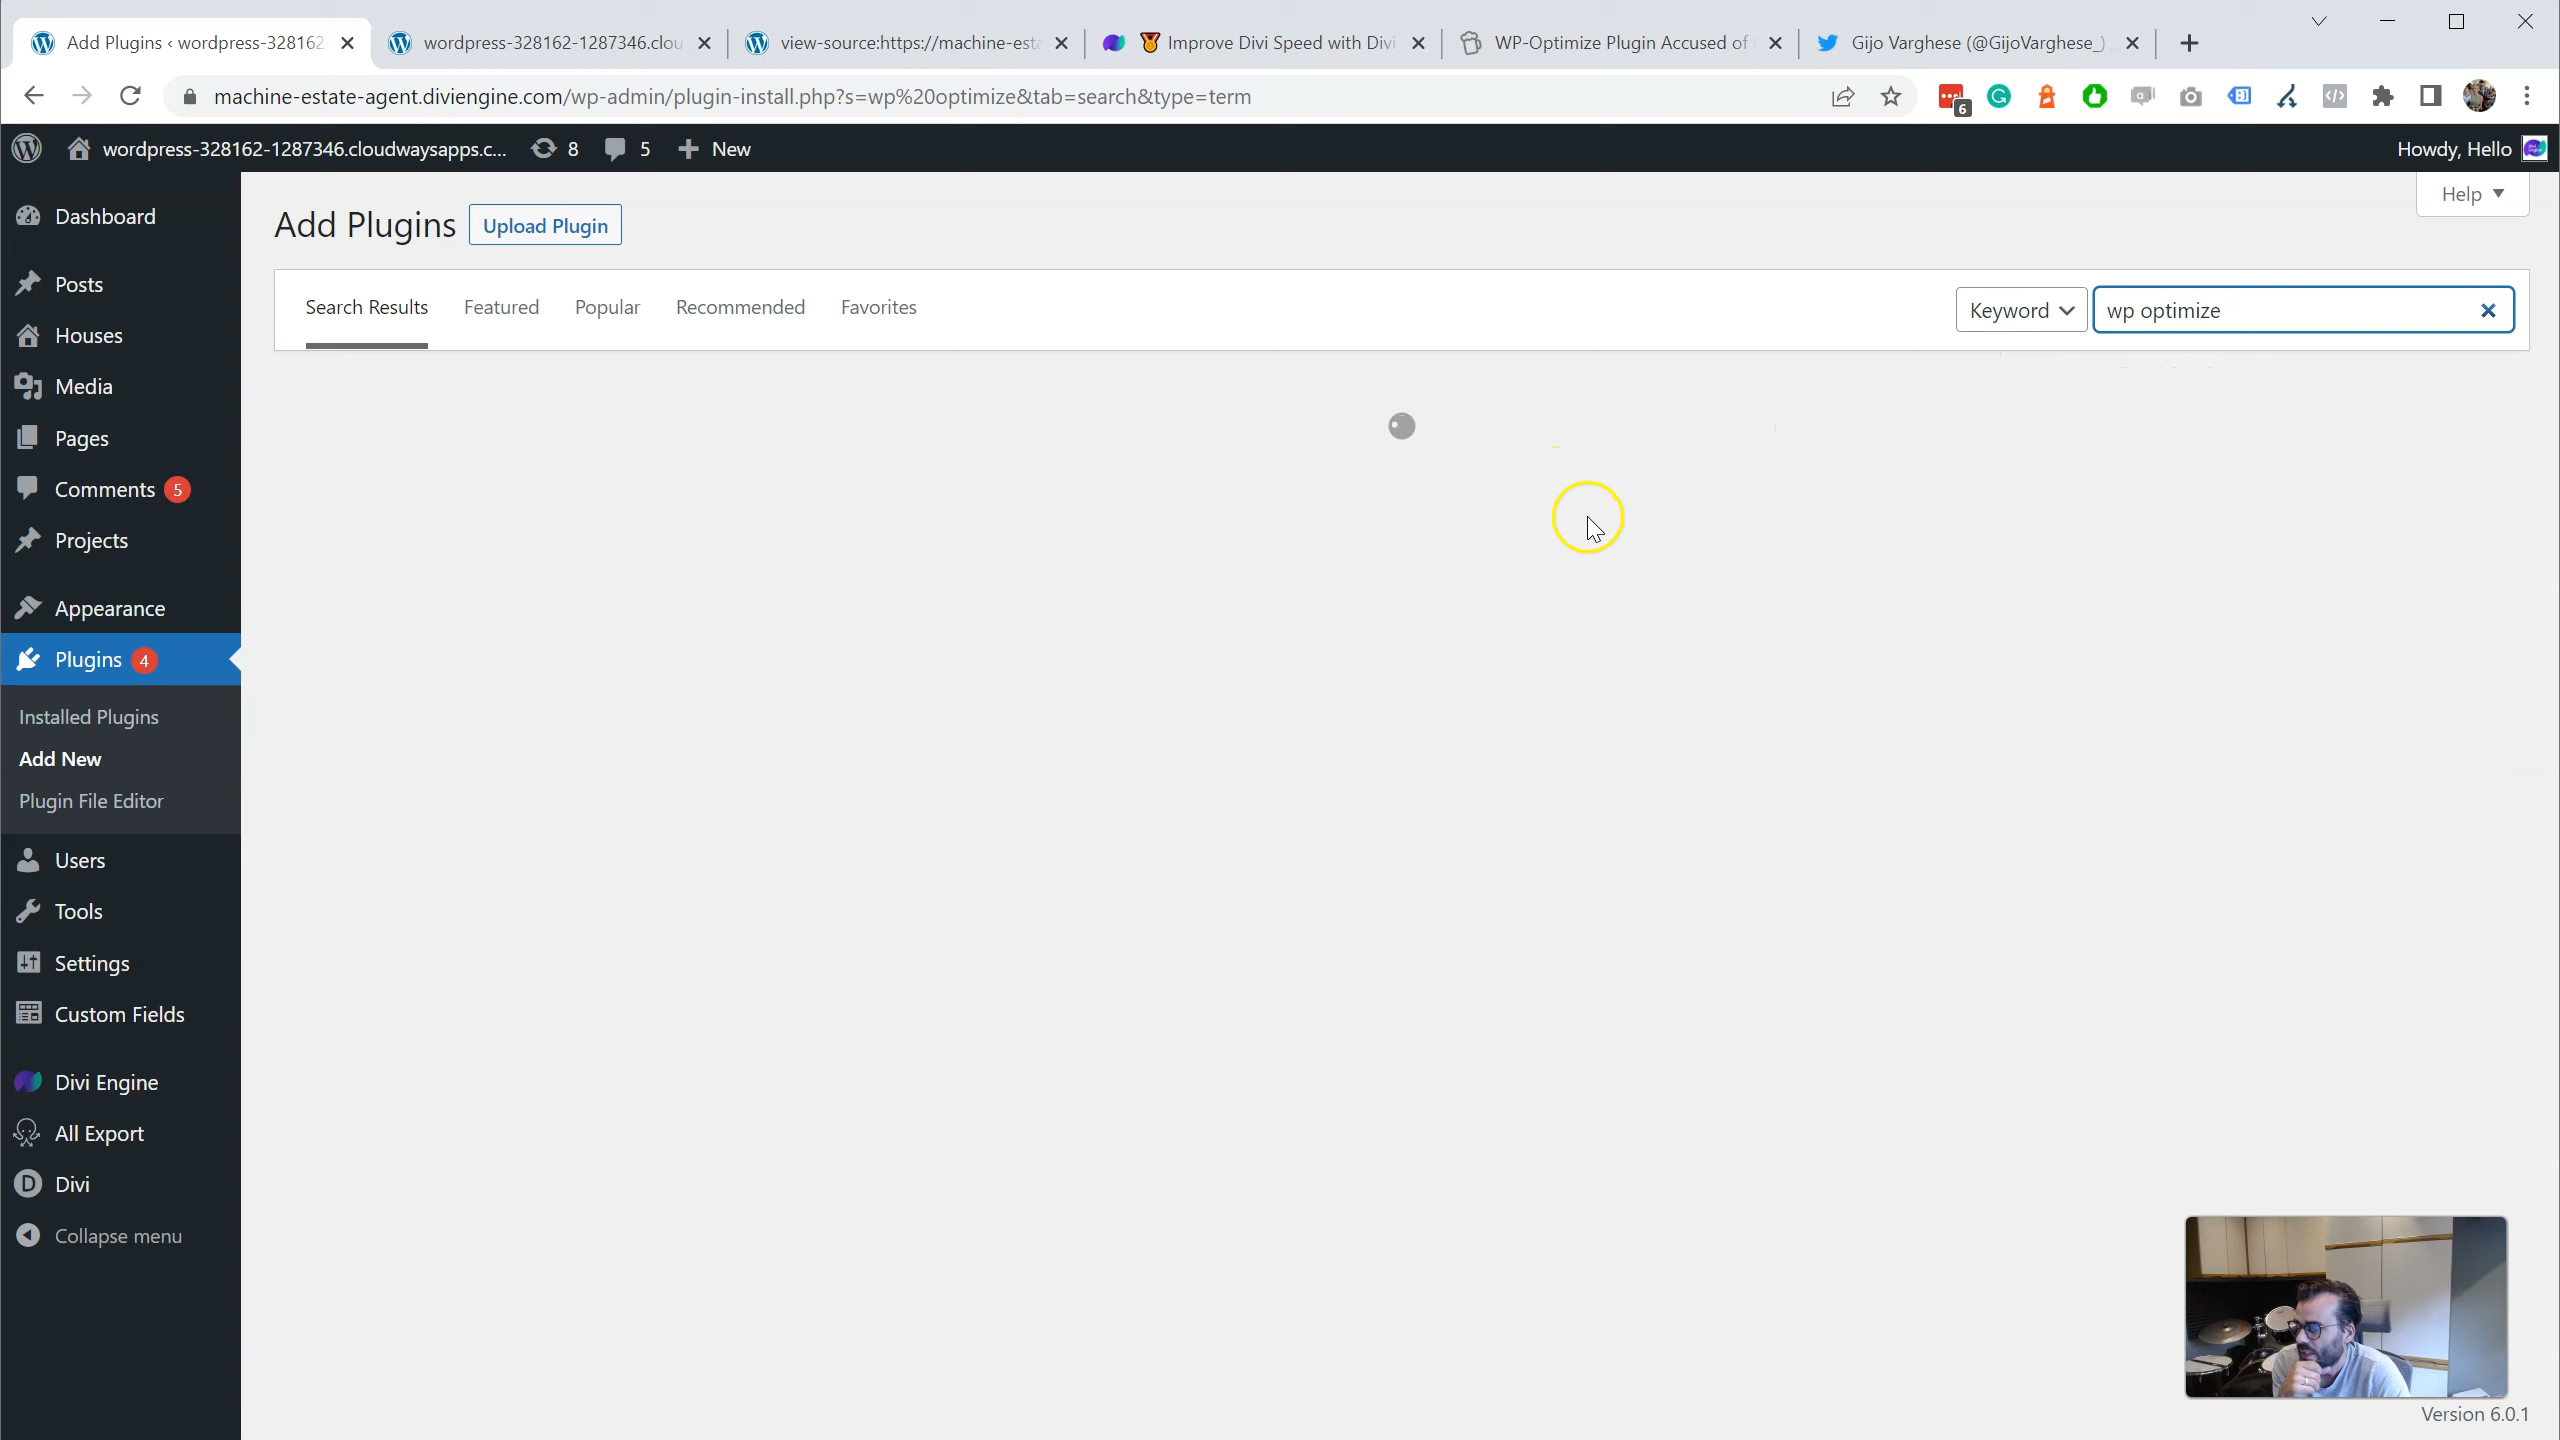 Add Plugins ‹ wordpress-328162
wordpress-328162-1287346.clou
view-source:https://machine-esta
Improve Divi Speed with Divi
WP-Optimize Plugin Accused of
Gijo Varghese (@GijoVarghese_)
machine-estate-agent.diviengine.com/wp-admin/plugin-install.php?s=wp%20optimize&tab=search&type=term
6
wordpress-328162-1287346.cloudwaysapps.c...
8
5
New
Howdy, Hello
Dashboard
Posts
Houses
Media
Pages
Comments 5
Projects
Appearance
Plugins 4
Installed Plugins
Add New
Plugin File Editor
Users
Tools
Settings
Custom Fields
Divi Engine
All Export
Divi
Collapse menu
Help
Add Plugins
Upload Plugin
Search Results
Featured
Popular
Recommended
Favorites
Keyword
wp optimize
Version 6.0.1